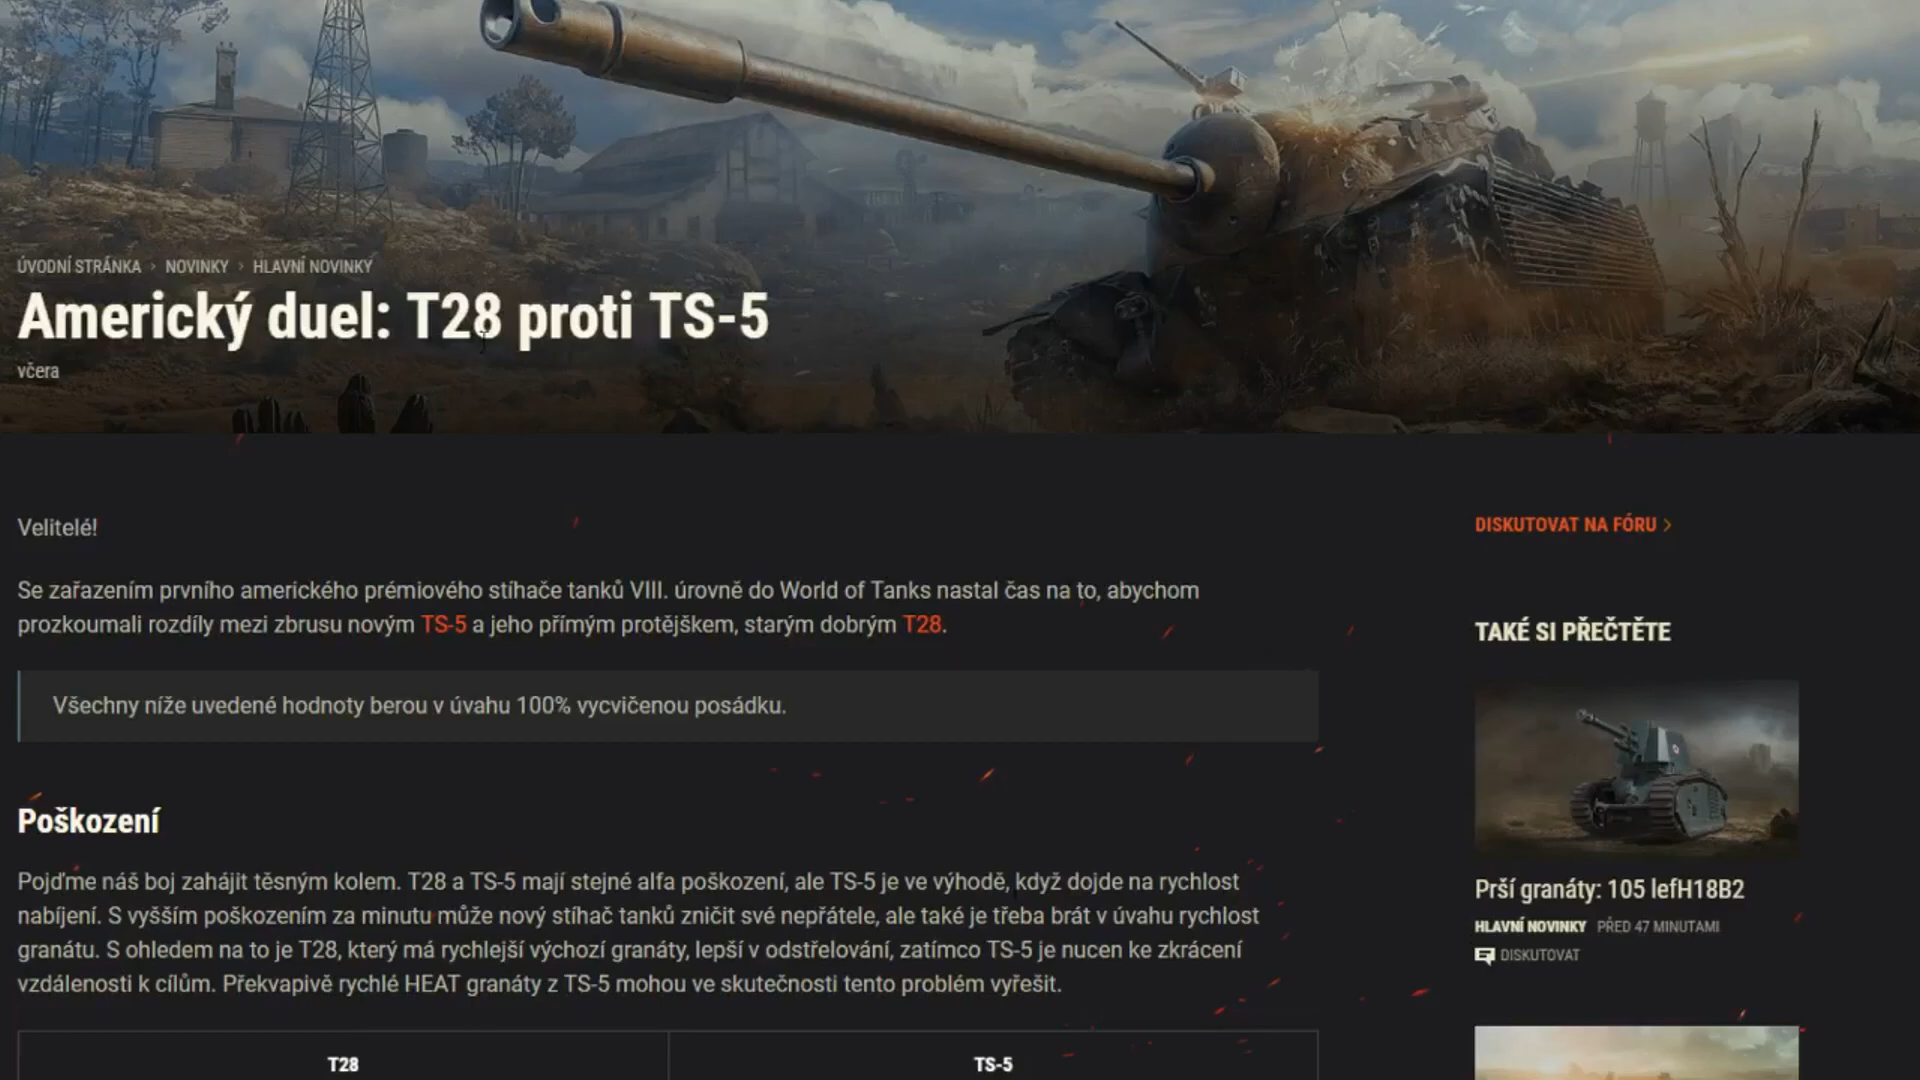 ÚVODNÍ STRÁNKA › NOVINKY › HLAVNÍ NOVINKY
Americký duel: T28 proti TS-5
včera
Velitelé!
Se zařazením prvního amerického prémiového stíhače tanků VIII. úrovně do World of Tanks nastal čas na to, abychom
prozkoumali rozdíly mezi zbrusu novým TS-5 a jeho přímým protějškem, starým dobrým T28.
Všechny níže uvedené hodnoty berou v úvahu 100% vycvičenou posádku.
Poškození
Pojďme náš boj zahájit těsným kolem. T28 a TS-5 mají stejné alfa poškození, ale TS-5 je ve výhodě, když dojde na rychlost
nabíjení. S vyšším poškozením za minutu může nový stíhač tanků zničit své nepřátele, ale také je třeba brát v úvahu rychlost
granátu. S ohledem na to je T28, který má rychlejší výchozí granáty, lepší v odstřelování, zatímco TS-5 je nucen ke zkrácení
vzdálenosti k cílům. Překvapivě rychlé HEAT granáty z TS-5 mohou ve skutečnosti tento problém vyřešit.
T28 TS-5
DISKUTOVAT NA FÓRU ›
TAKÉ SI PŘEČTĚTE
Prší granáty: 105 lefH18B2
HLAVNÍ NOVINKY PŘED 47 MINUTAMI
DISKUTOVAT